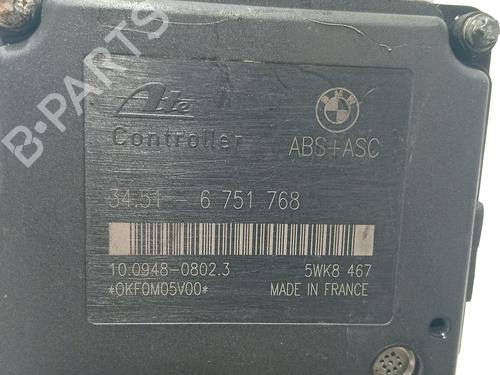 B-PARTS
Ate
BMW
Controller
ABS+ASC
34.51 - 6 751 768
10.0948-0802.3
5WK8 467
*0KF0M05V00*
MADE IN FRANCE